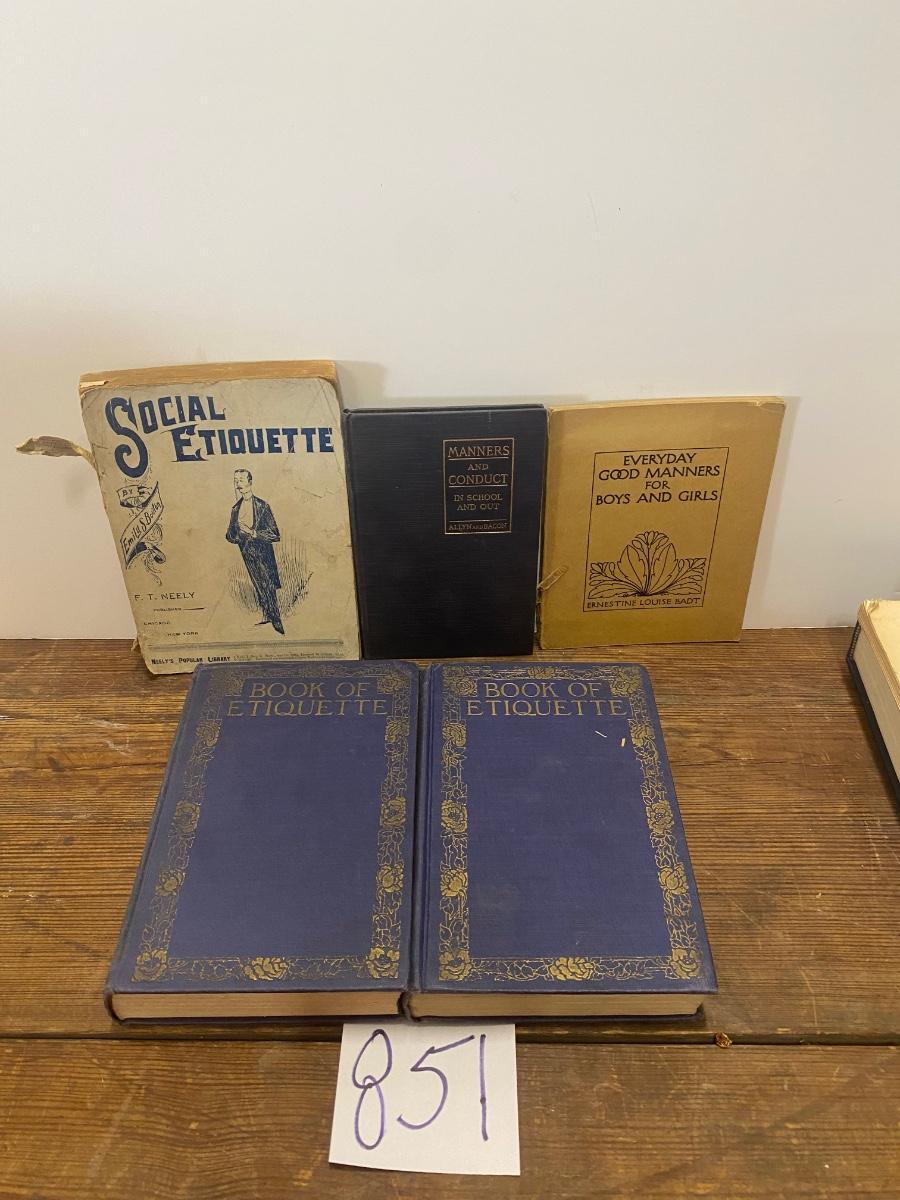 SOCIAL
ETIQUETTE
BY
Emily S Bouton
F. T. NEELY
PUBLISHER
CHICAGO
NEW YORK
NEELY'S POPULAR LIBRARY
MANNERS
AND
CONDUCT
IN SCHOOL
AND OUT
ALLYN AND BACON
EVERYDAY
GOOD MANNERS
FOR
BOYS AND GIRLS
ERNESTINE LOUISE BADT
BOOK OF
ETIQUETTE
BOOK OF
ETIQUETTE
851